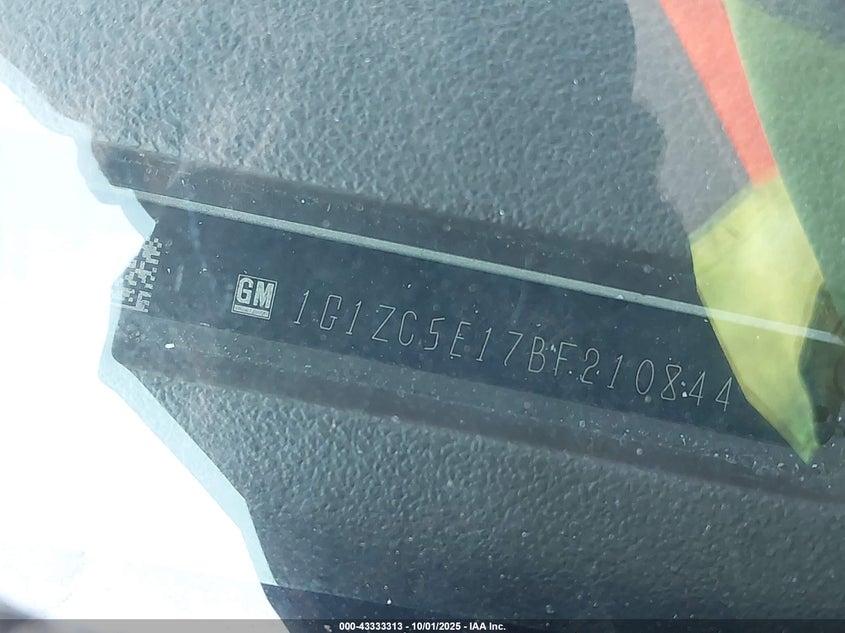 GM 1G1ZC5E17BF210844
000-43333313 - 10/01/2025 - IAA Inc.